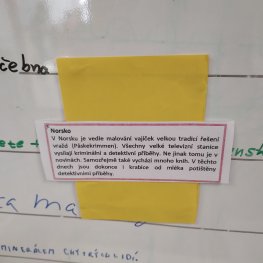 čebna
Norsko
V Norsku je vedle malování vajíček velkou tradicí řešení
vražd (Påskekrimmen). Všechny velké televizní stanice
vysílají kriminální a detektivní příběhy. Ne jinak tomu je v
novinách. Samozřejmě také vychází mnoho knih. V těchto
dnech jsou dokonce i krabice od mléka potištěny
detektivními příběhy.